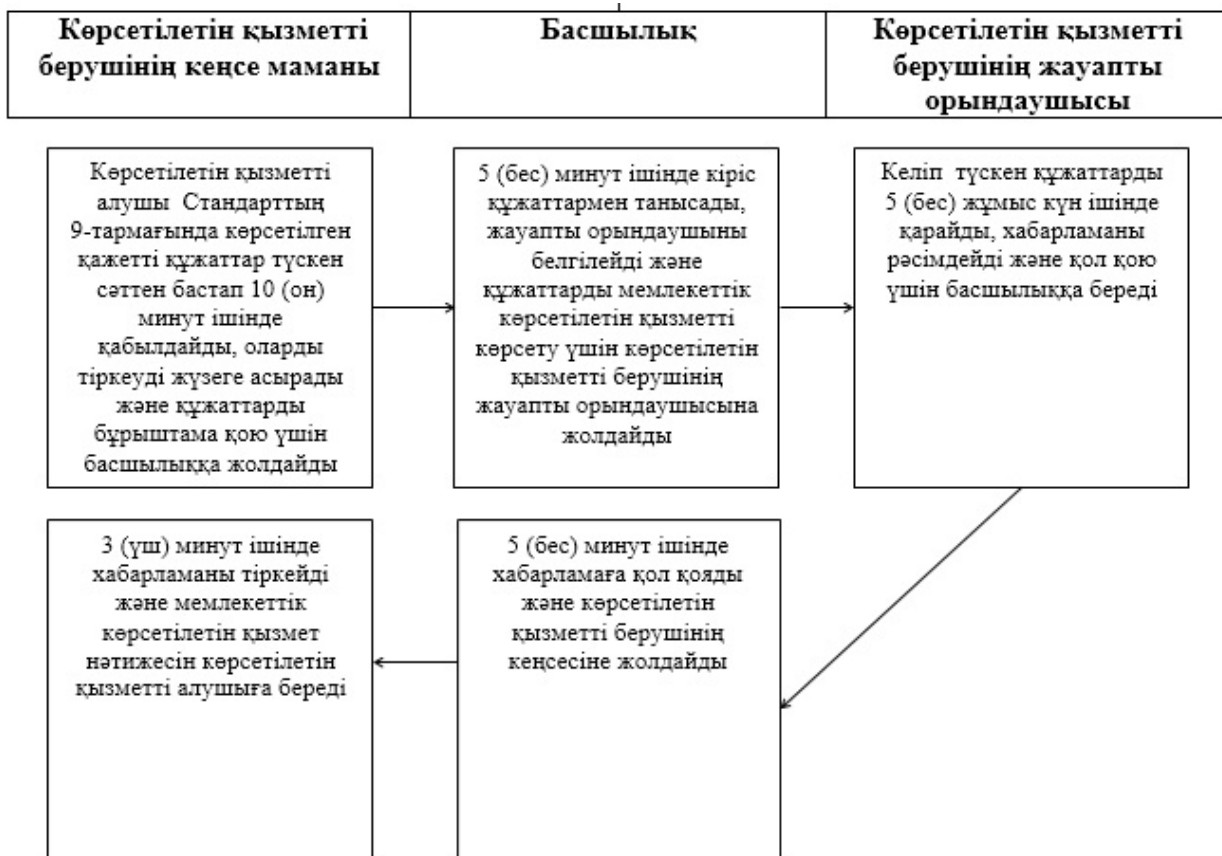 Көрсетілетін қызметті
берушінің кеңсе маманы
Басшылық
Көрсетілетін қызметті
берушінің жауапты
орындаушысы
Көрсетілетін қызметті
алушы Стандарттың
9-тармағында көрсетілген
қажетті құжаттар түскен
сәттен бастап 10 (он)
минут ішінде
қабылдайды, оларды
тіркеуді жүзеге асырады
және құжаттарды
бұрыштама қою үшін
басшылыққа жолдайды
5 (бес) минут ішінде кіріс
құжаттармен танысады,
жауапты орындаушыны
белгілейді және
құжаттарды мемлекеттік
көрсетілетін қызметті
көрсету үшін көрсетілетін
қызметті берушінің
жауапты орындаушысына
жолдайды
Келіп түскен құжаттарды
5 (бес) жұмыс күн ішінде
қарайды, хабарламаны
рәсімдейді және қол қою
үшін басшылыққа береді
3 (үш) минут ішінде
хабарламаны тіркейді
және мемлекеттік
көрсетілетін қызмет
нәтижесін көрсетілетін
қызметті алушыға береді
5 (бес) минут ішінде
хабарламаға қол қояды
және көрсетілетін
қызметті берушінің
кеңсесіне жолдайды